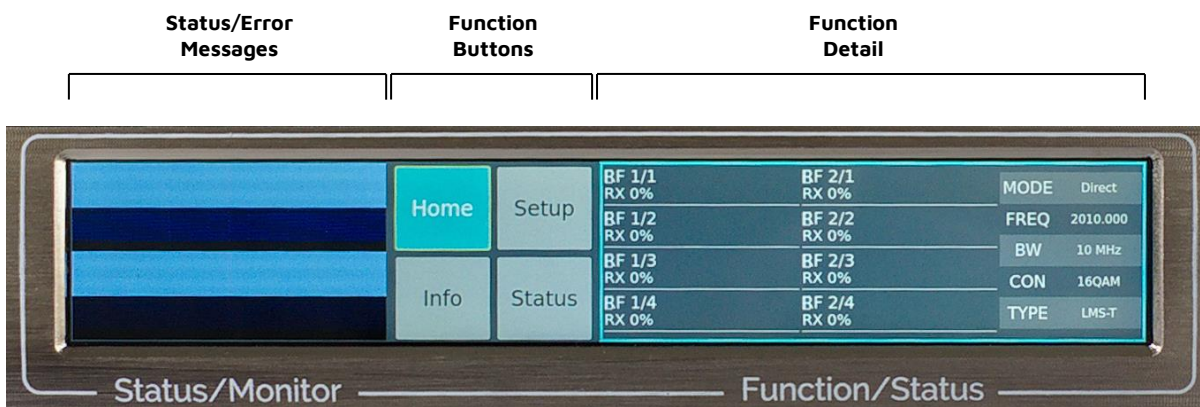 Status/Error
Messages
Function
Buttons
Function
Detail
Home
Setup
Info
Status
BF 1/1
RX 0%
BF 1/2
RX 0%
BF 1/3
RX 0%
BF 1/4
RX 0%
BF 2/1
RX 0%
BF 2/2
RX 0%
BF 2/3
RX 0%
BF 2/4
RX 0%
MODE Direct
FREQ 2010.000
BW 10 MHz
CON 16QAM
TYPE LMS-T
Status/Monitor
Function/Status